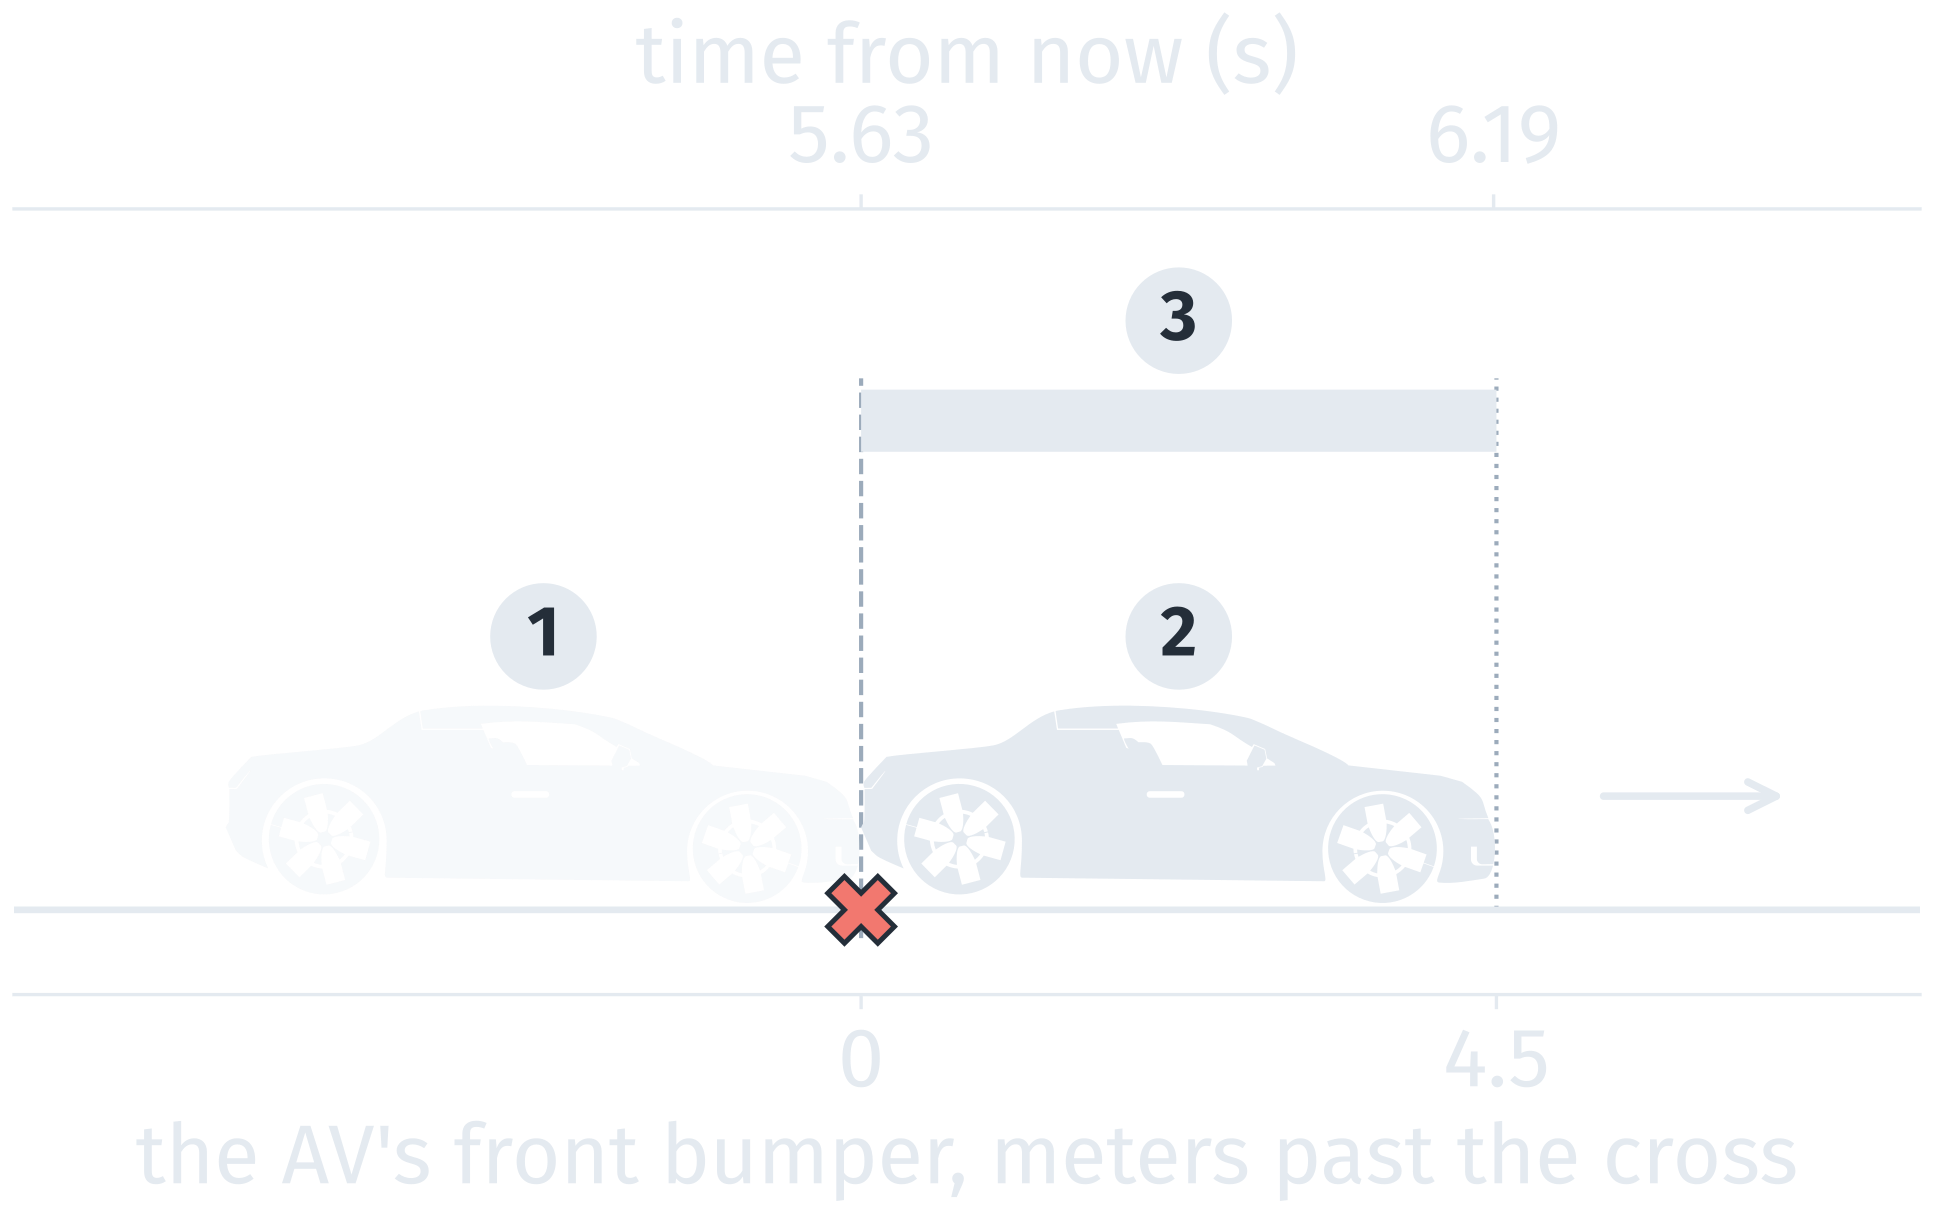 time from now (s)
5.63 6.19
3
1 2
0 4.5
the AV's front bumper, meters past the cross